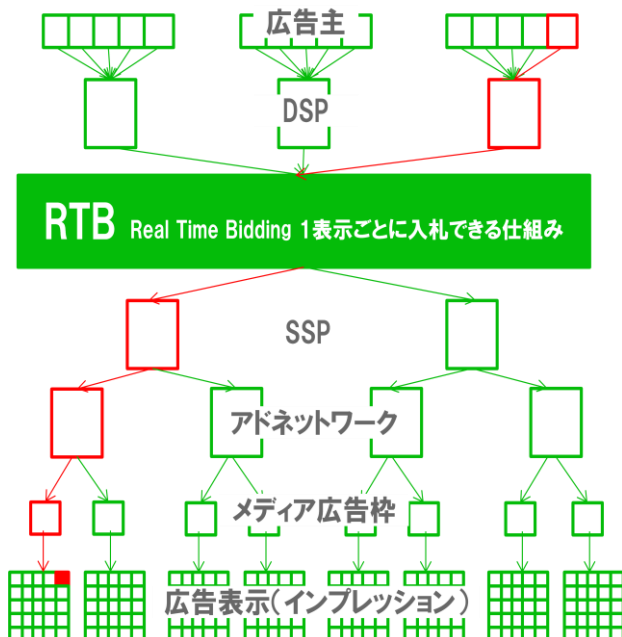 広告主
DSP
RTB Real Time Bidding 1表示ごとに入札できる仕組み
SSP
アドネットワーク
メディア広告枠
広告表示(インプレッション)